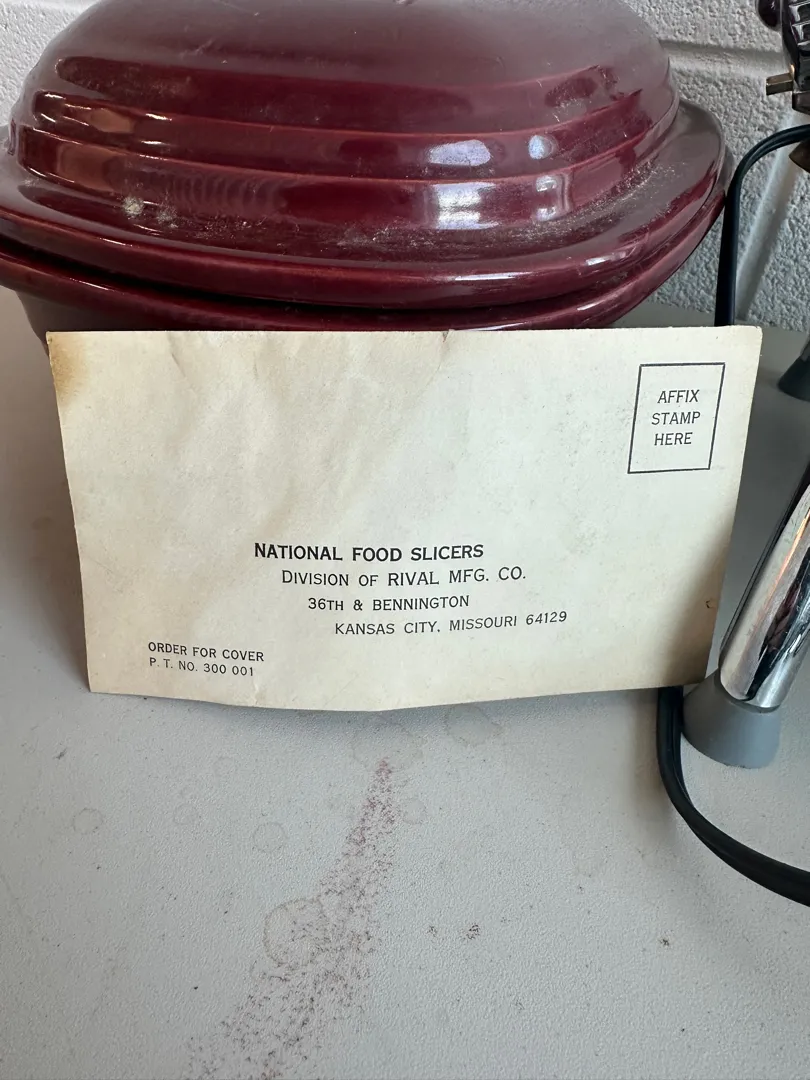 AFFIX
STAMP
HERE
NATIONAL FOOD SLICERS
DIVISION OF RIVAL MFG. CO.
36TH & BENNINGTON
KANSAS CITY, MISSOURI 64129
ORDER FOR COVER
P. T. NO. 300 001